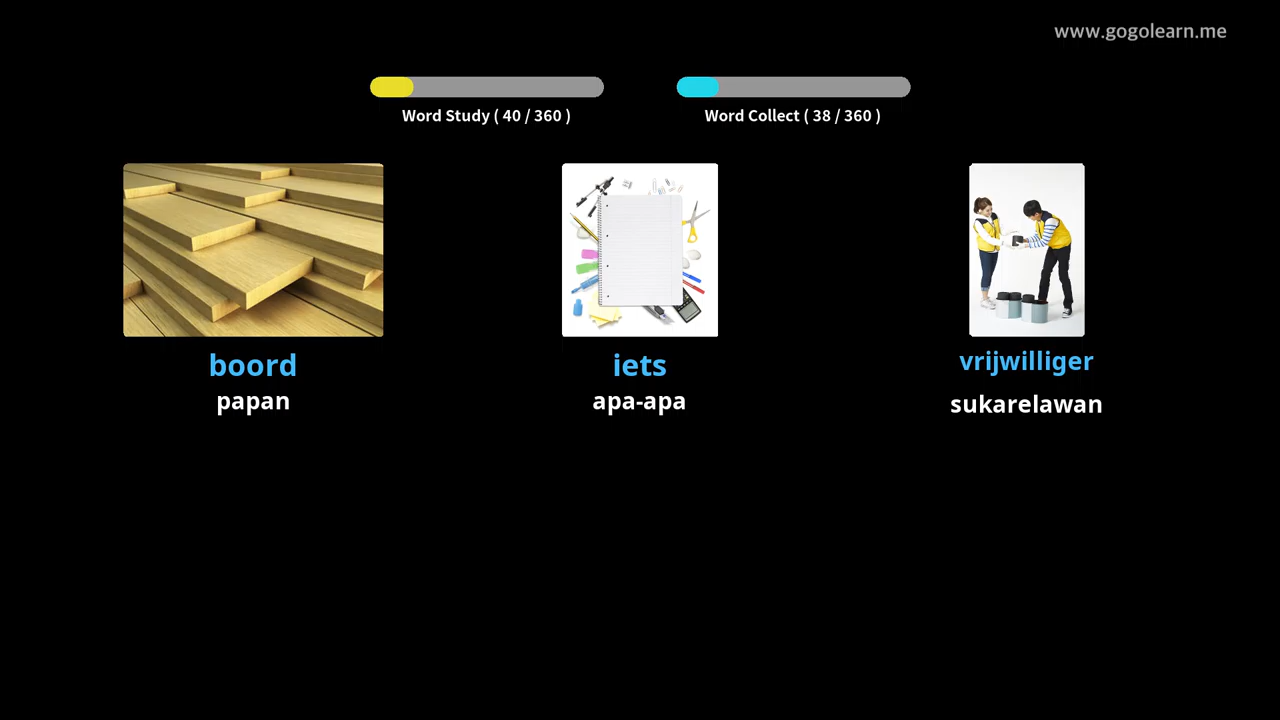 www.gogolearn.me
Word Study ( 40 / 360 )
Word Collect ( 38 / 360 )
boord
papan
iets
apa-apa
vrijwilliger
sukarelawan